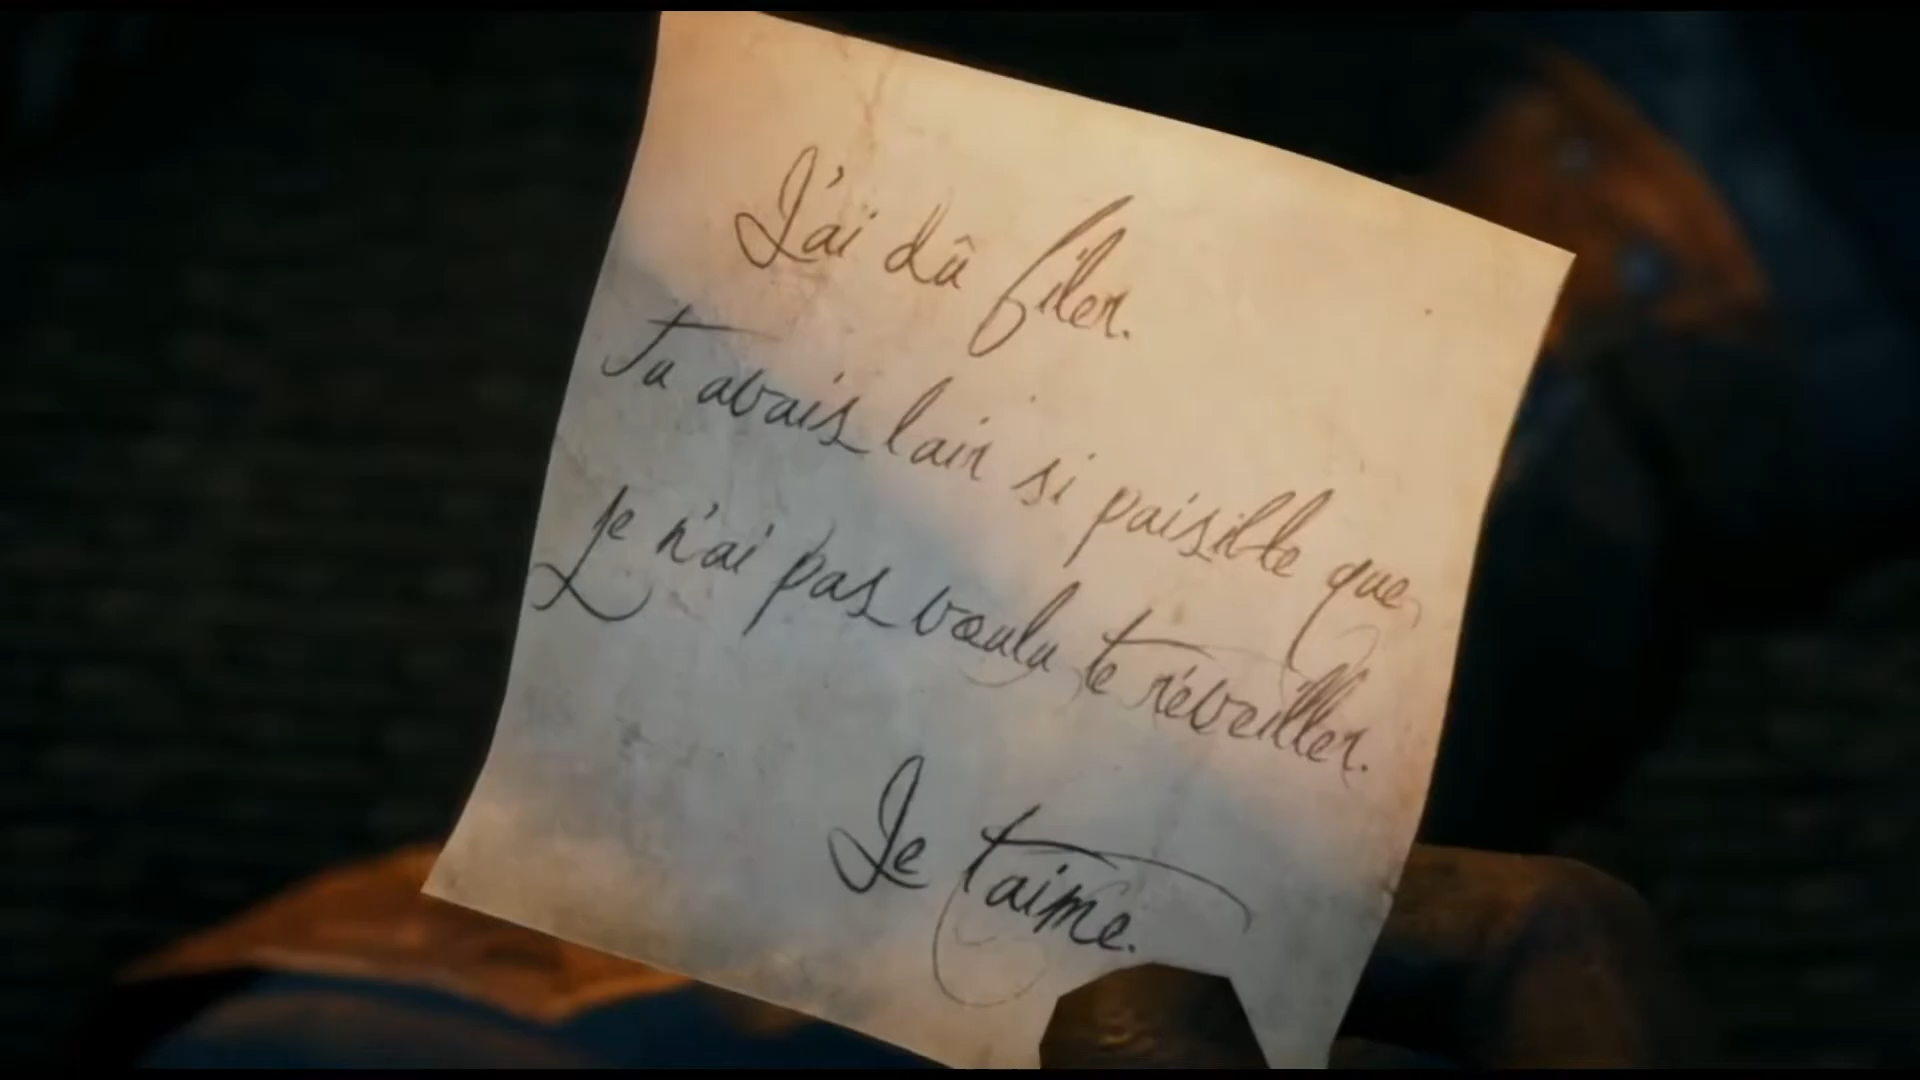 J'ai dû filer.
Tu avais l'air si paisible que
je n'ai pas voulu te réveiller.
Je t'aime.